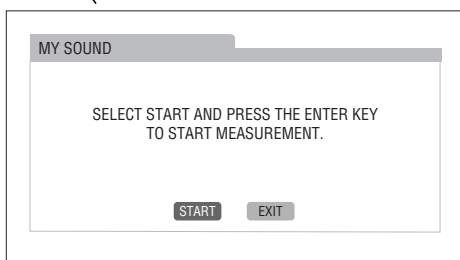 MY SOUND
SELECT START AND PRESS THE ENTER KEY
TO START MEASUREMENT.
START EXIT